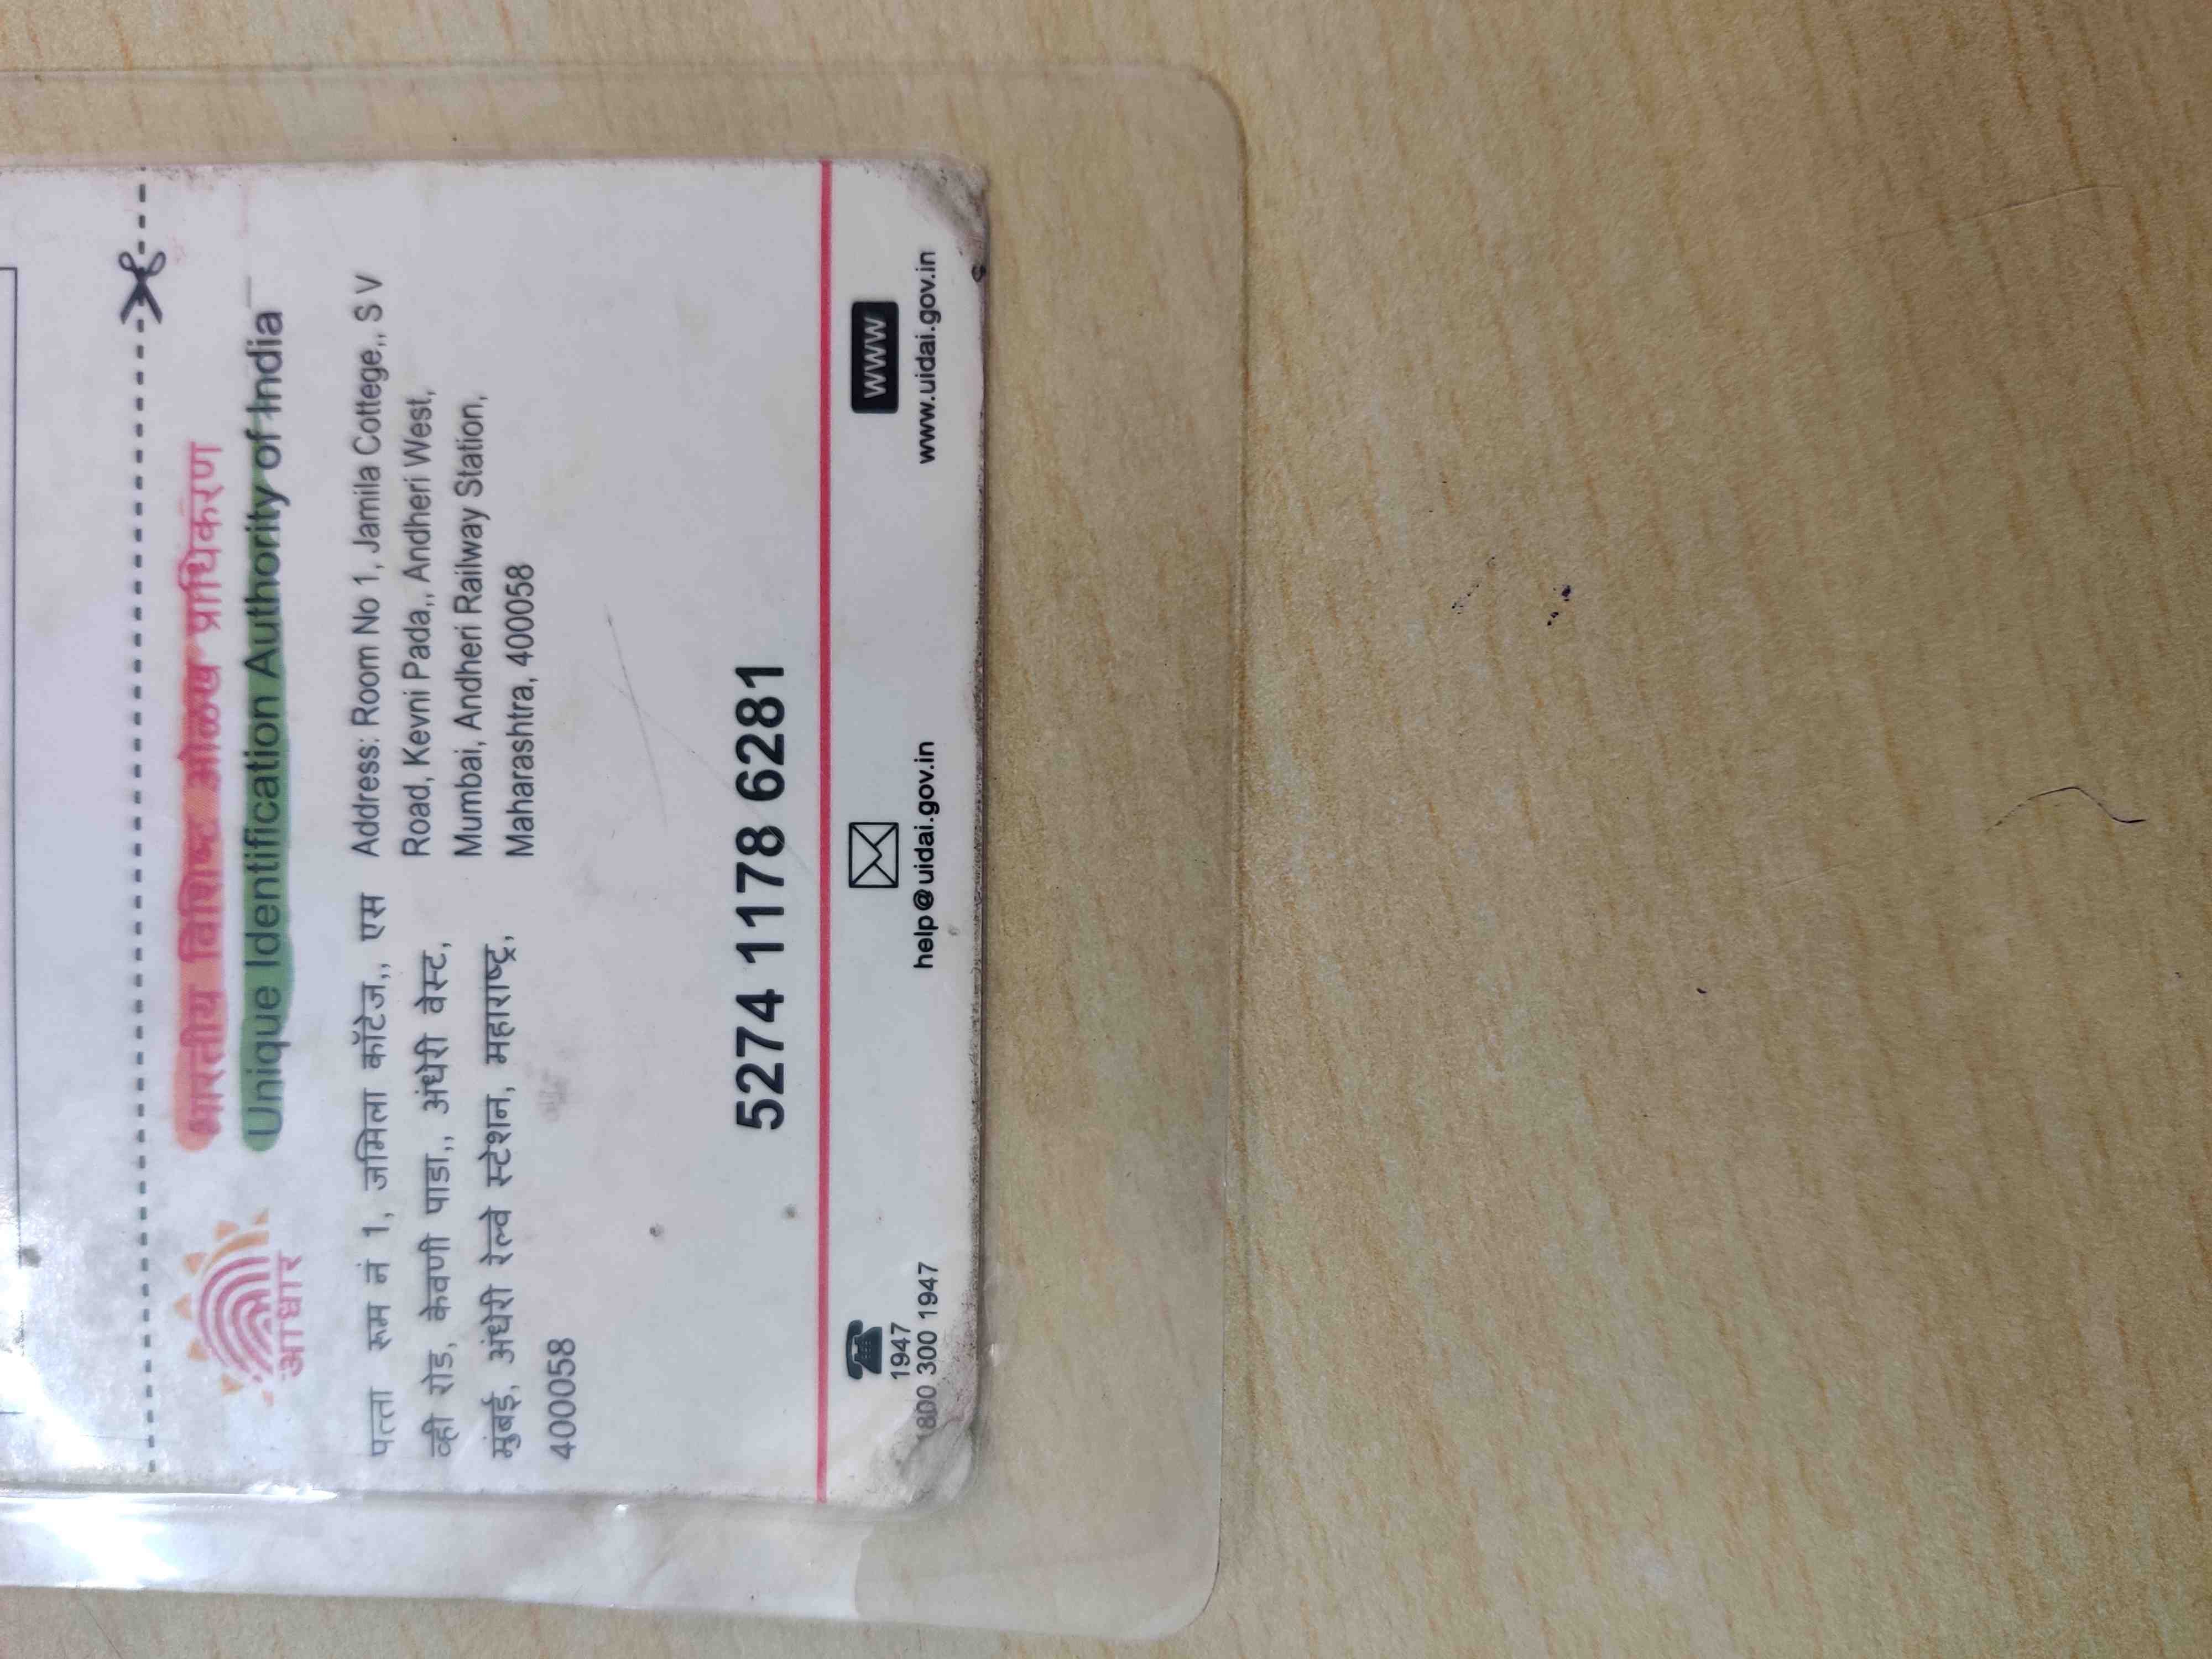 भारतीय विशिष्ट ओळख प्राधिकरण
Unique Identification Authority of India
आधार
पत्ता रूम नं 1, जमिला कॉटेज,, एस
व्ही रोड, केवणी पाडा,, अंधेरी वेस्ट,
मुंबई, अंधेरी रेल्वे स्टेशन, महाराष्ट्र,
400058
Address: Room No 1, Jamila Cottege,, S V
Road, Kevni Pada,, Andheri West,
Mumbai, Andheri Railway Station,
Maharashtra, 400058
5274 1178 6281
1947
1800 300 1947
help@uidai.gov.in
WWW
www.uidai.gov.in